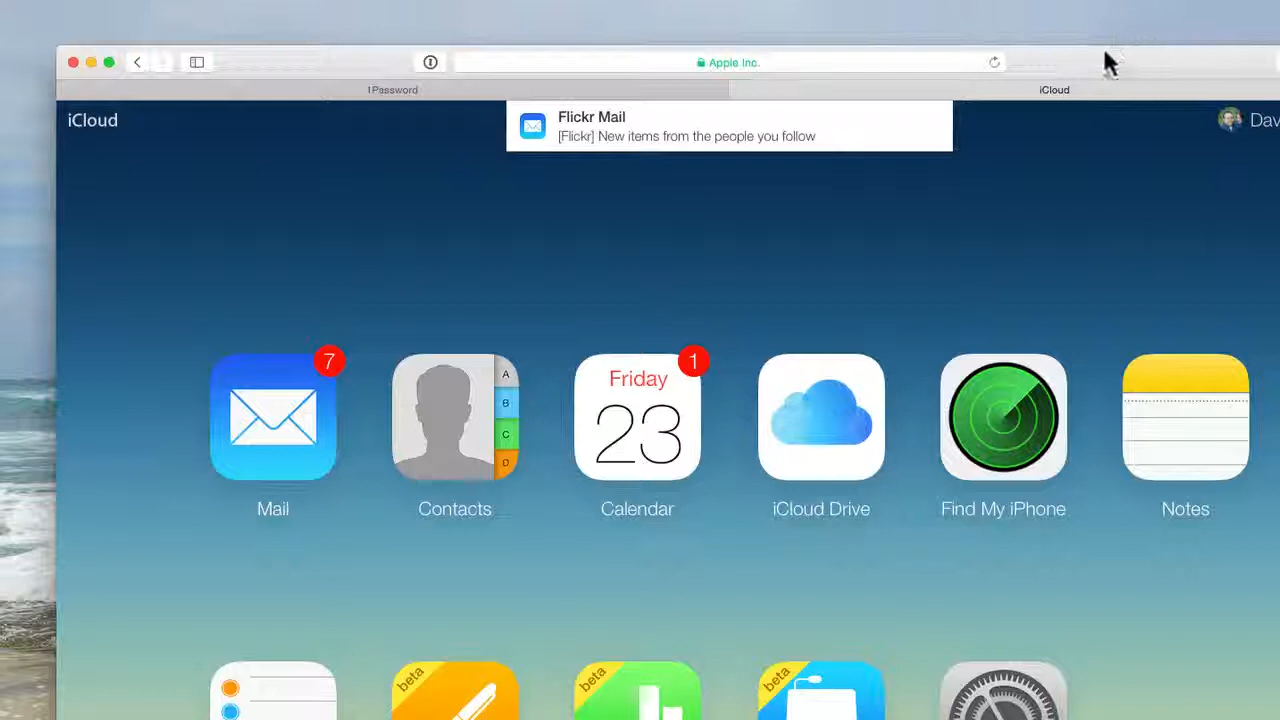 Apple Inc.
1Password
iCloud
iCloud
Flickr Mail
[Flickr] New items from the people you follow
Dav
7
A
B
C
D
Friday
23
1
Mail
Contacts
Calendar
iCloud Drive
Find My iPhone
Notes
beta
beta
beta